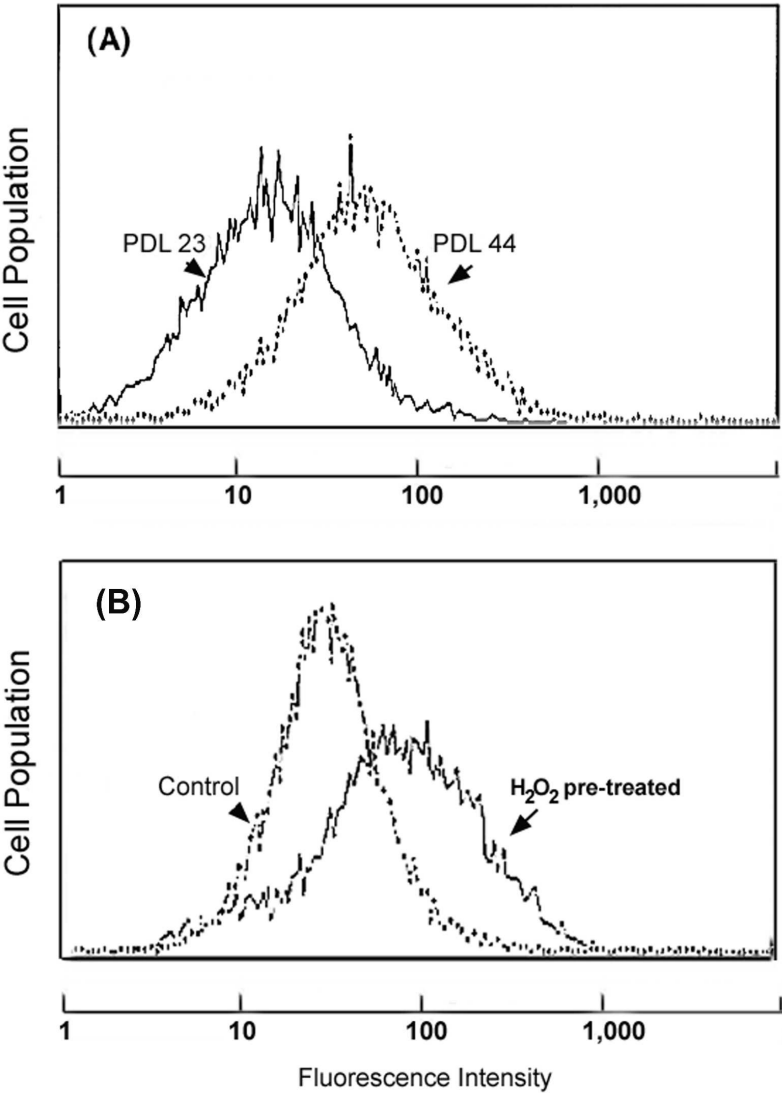 (A)
Cell Population
PDL 23
PDL 44
1 10 100 1,000
(B)
Cell Population
Control
H₂O₂ pre-treated
1 10 100 1,000
Fluorescence Intensity